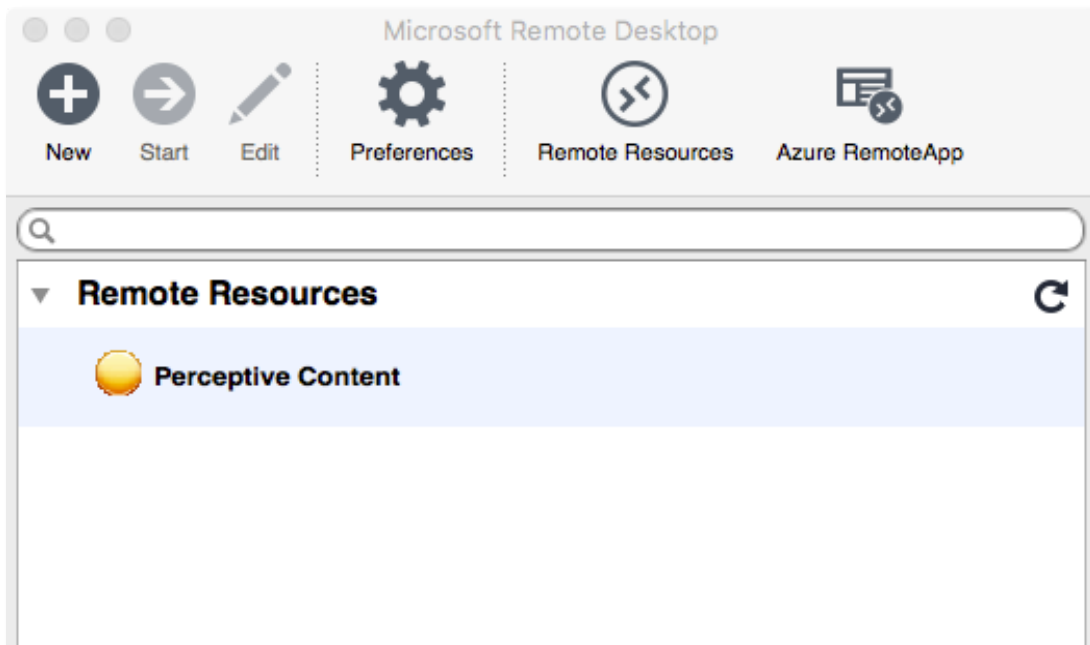 Microsoft Remote Desktop
New Start Edit Preferences Remote Resources Azure RemoteApp
Remote Resources
Perceptive Content